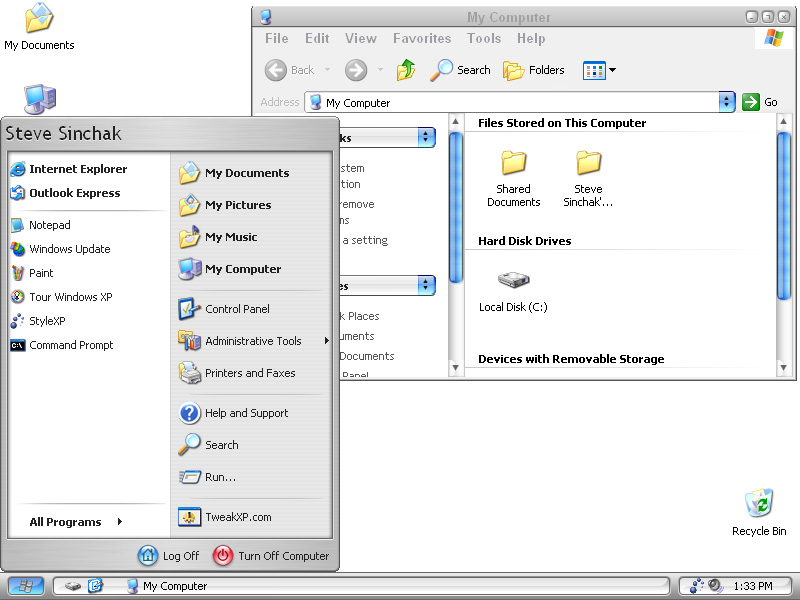 My Documents
My Computer
File Edit View Favorites Tools Help
Back
Search
Folders
Address
My Computer
Go
ks
stem
tion
remove
ns
a setting
es
k Places
uments
Documents
Panel
Files Stored on This Computer
Shared
Documents
Steve
Sinchak'...
Hard Disk Drives
Local Disk (C:)
Devices with Removable Storage
Steve Sinchak
Internet Explorer
Outlook Express
Notepad
Windows Update
Paint
Tour Windows XP
StyleXP
Command Prompt
All Programs
My Documents
My Pictures
My Music
My Computer
Control Panel
Administrative Tools
Printers and Faxes
Help and Support
Search
Run...
TweakXP.com
Log Off
Turn Off Computer
Recycle Bin
My Computer
1:33 PM